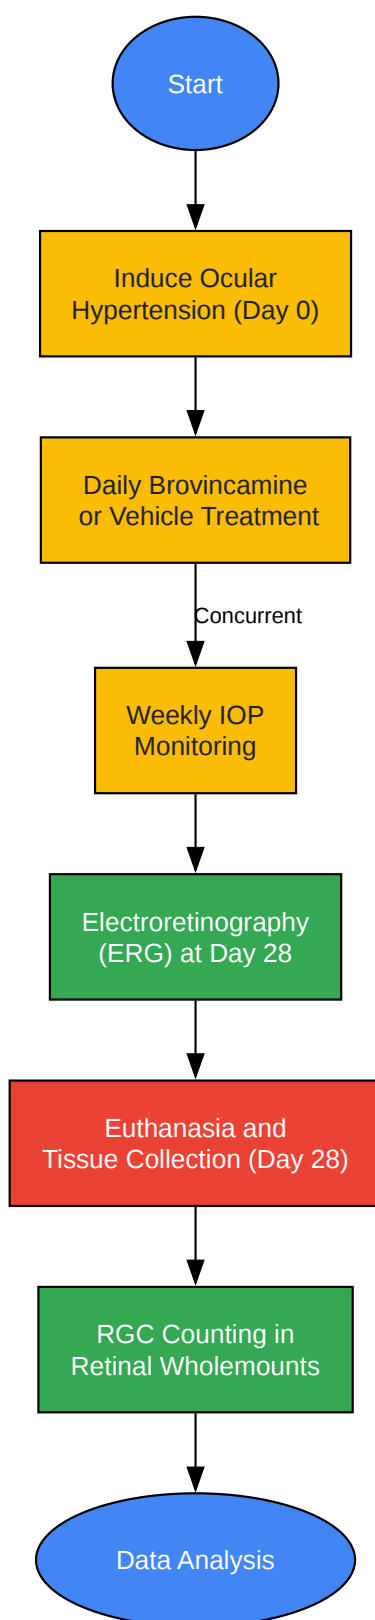 Start
Induce Ocular
Hypertension (Day 0)
Daily Brovincamine
or Vehicle Treatment
Concurrent
Weekly IOP
Monitoring
Electroretinography
(ERG) at Day 28
Euthanasia and
Tissue Collection (Day 28)
RGC Counting in
Retinal Wholemounts
Data Analysis